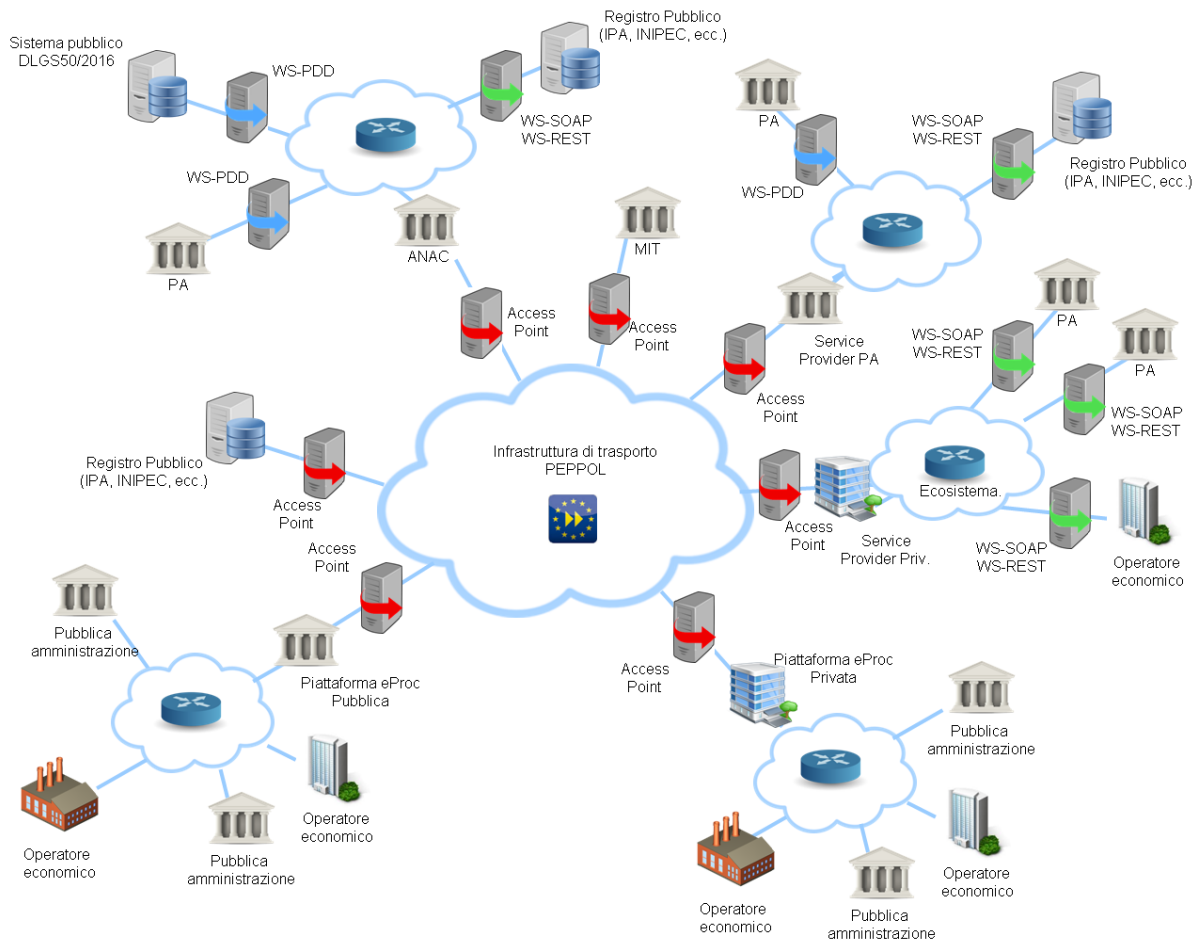 Sistema pubblico
DLGS50/2016
WS-PDD
Registro Pubblico
(IPA, INIPEC, ecc.)
WS-SOAP
WS-REST
WS-PDD
PA
ANAC
MIT
PA
WS-PDD
WS-SOAP
WS-REST
Registro Pubblico
(IPA, INIPEC, ecc.)
Access
Point
Access
Point
Service
Provider PA
Access
Point
WS-SOAP
WS-REST
PA
PA
WS-SOAP
WS-REST
Registro Pubblico
(IPA, INIPEC, ecc.)
Access
Point
Infrastruttura di trasporto
PEPPOL
Access
Point
Service
Provider Priv.
Ecosistema.
WS-SOAP
WS-REST
Operatore
economico
Access
Point
Pubblica
amministrazione
Piattaforma eProc
Pubblica
Operatore
economico
Pubblica
amministrazione
Operatore
economico
Access
Point
Piattaforma eProc
Privata
Pubblica
amministrazione
Operatore
economico
Pubblica
amministrazione
Operatore
economico